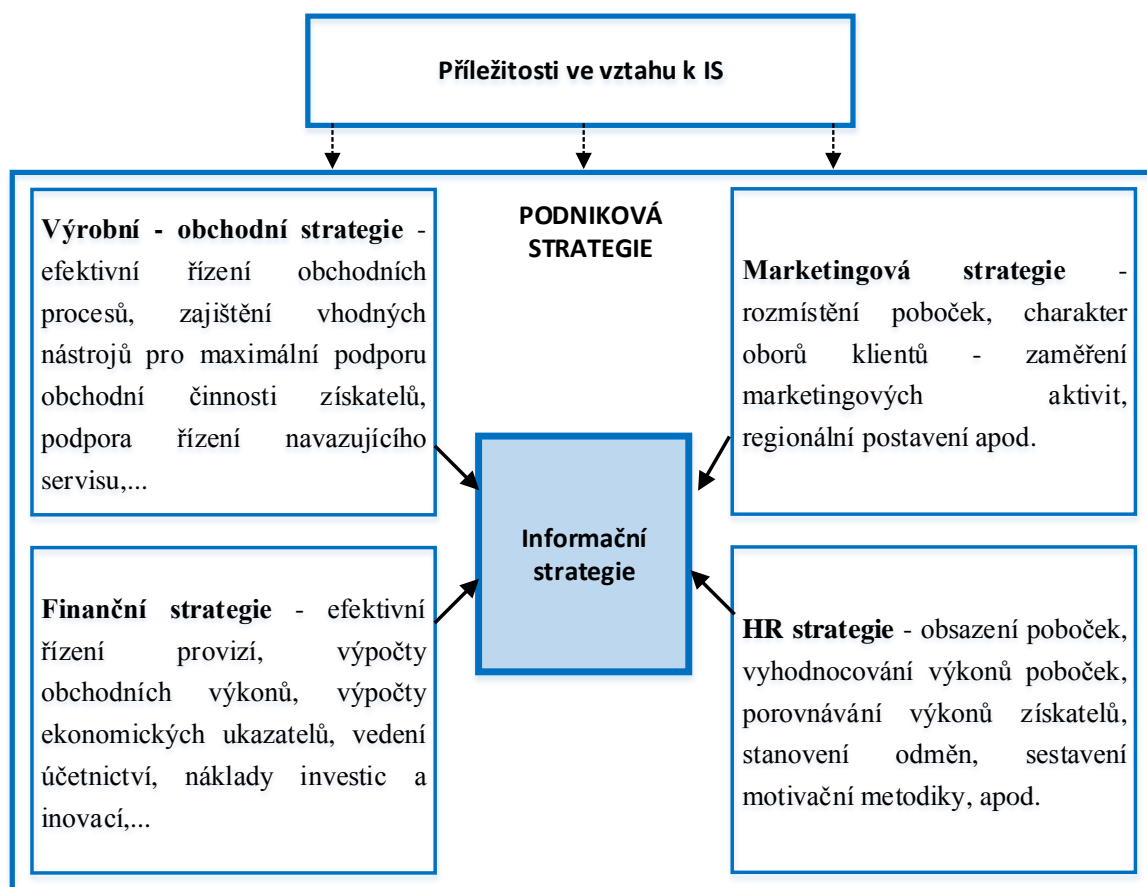 Příležitosti ve vztahu k IS
PODNIKOVÁ
STRATEGIE
Výrobní - obchodní strategie -
efektivní řízení obchodních
procesů, zajištění vhodných
nástrojů pro maximální podporu
obchodní činnosti získatelů,
podpora řízení navazujícího
servisu,...
Marketingová strategie -
rozmístění poboček, charakter
oborů klientů - zaměření
marketingových aktivit,
regionální postavení apod.
Informační
strategie
Finanční strategie - efektivní
řízení provizí, výpočty
obchodních výkonů, výpočty
ekonomických ukazatelů, vedení
účetnictví, náklady investic a
inovací,...
HR strategie - obsazení poboček,
vyhodnocování výkonů poboček,
porovnávání výkonů získatelů,
stanovení odměn, sestavení
motivační metodiky, apod.